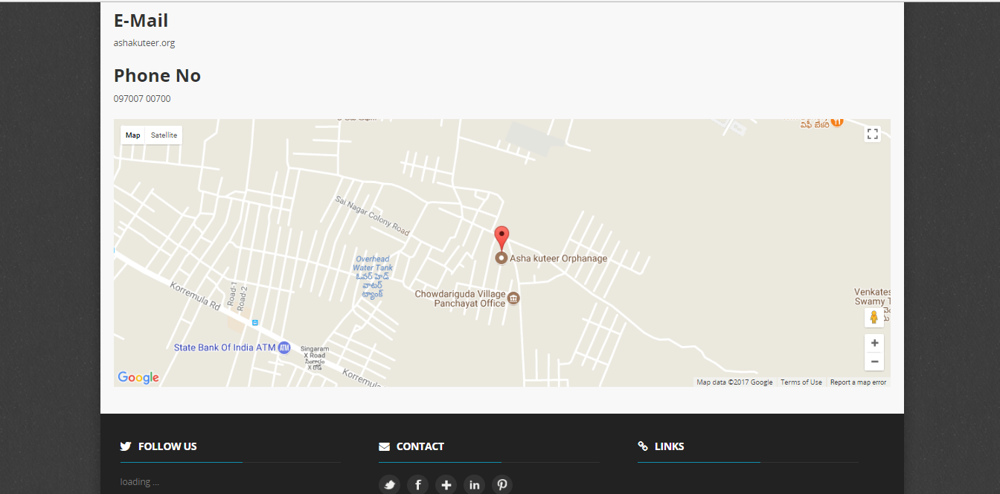 E-Mail
ashakuteer.org
Phone No
097007 00700
Map
Satellite
Sai Nagar Colony Road
Asha kuteer Orphanage
Overhead
Water Tank
ఓవర్ హెడ్
వాటర్
ట్యాంక్
Chowdariguda Village
Panchayat Office
Venkates
Swamy T
Korremula Rd
Road-1
Road-2
State Bank Of India ATM
ATM
Singaram
X Road
సింగారం
X రోడ్
Korremula
Google
Map data ©2017 Google
Terms of Use
Report a map error
FOLLOW US
CONTACT
LINKS
loading ...